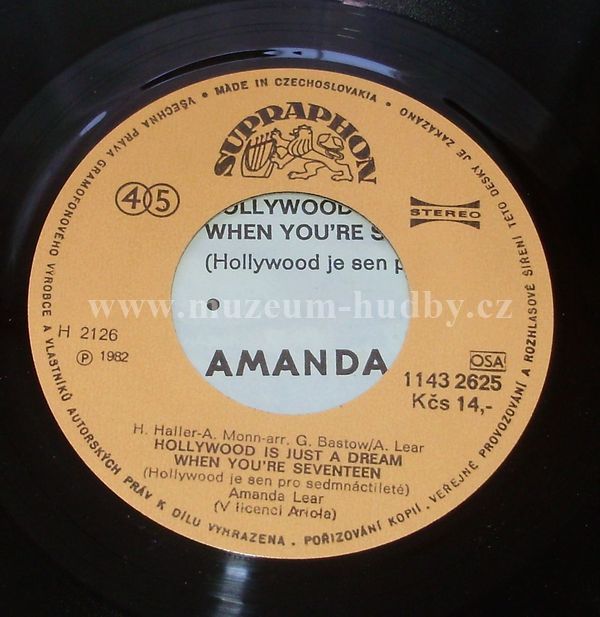 VŠECHNA PRÁVA GRAMOFONOVÉHO VÝROBCE A VLASTNÍKŮ AUTORSKÝCH PRÁV K DÍLU VYHRAZENA . POŘIZOVÁNÍ KOPIÍ . VEŘEJNÉ PROVOZOVÁNÍ A ROZHLASOVÉ ŠÍŘENÍ TÉTO DESKY JE ZAKÁZÁNO
• MADE IN CZECHOSLOVAKIA •
SUPRAPHON
45
STEREO
HOLLYWOOD
WHEN YOU'RE S
(Hollywood je sen p
www.muzeum-hudby.cz
AMANDA
H 2126
Ⓟ 1982
OSA
1143 2625
Kčs 14,-
H. Haller-A. Monn-arr. G. Bastow/A. Lear
HOLLYWOOD IS JUST A DREAM
WHEN YOU'RE SEVENTEEN
(Hollywood je sen pro sedmnáctileté)
Amanda Lear
(V licenci Ariola)